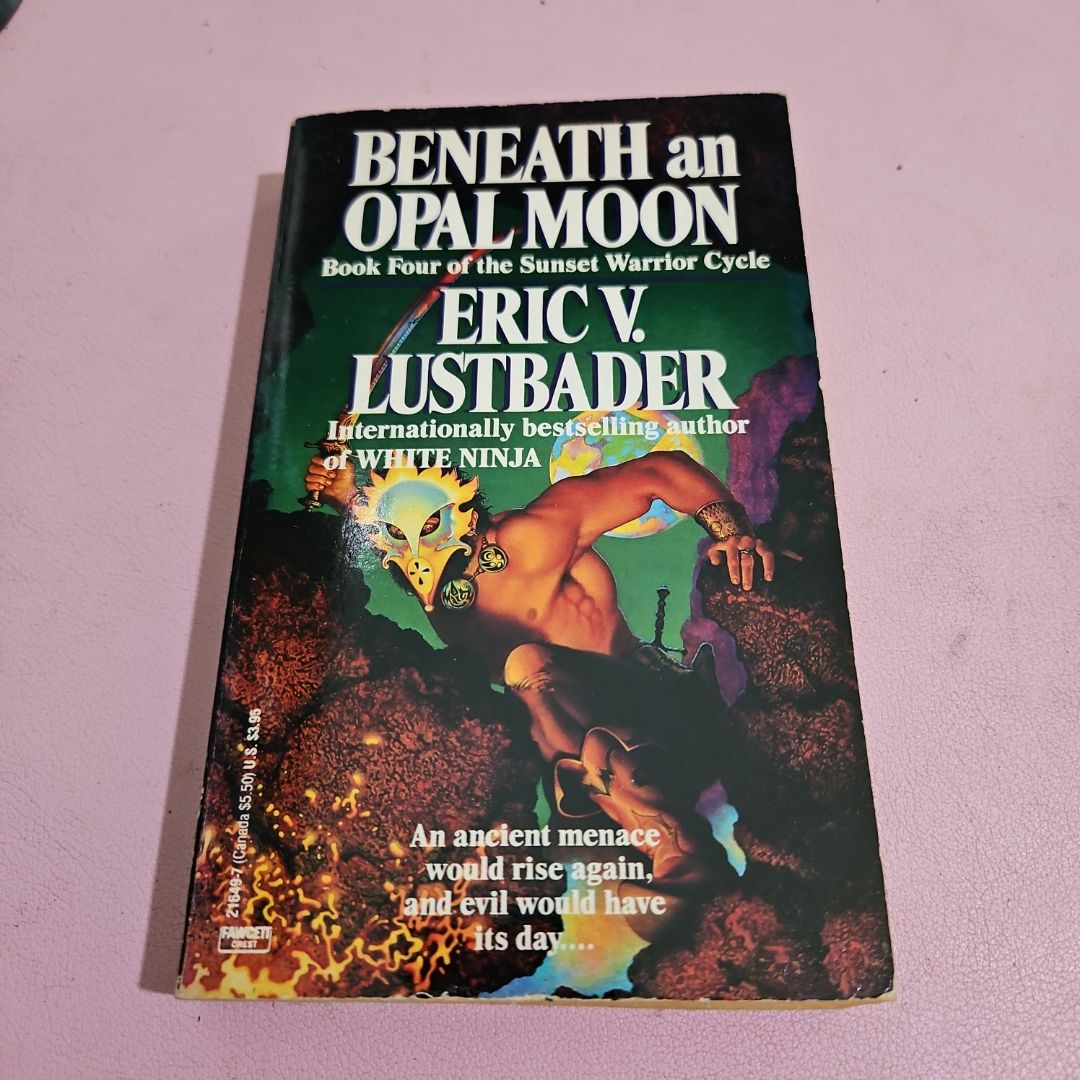 BENEATH an
OPAL MOON
Book Four of the Sunset Warrior Cycle
ERIC V.
LUSTBADER
Internationally bestselling author
of WHITE NINJA
21649-7 (Canada $5.50) U.S. $3.95
FAWCETT
CREST
An ancient menace
would rise again,
and evil would have
its day....